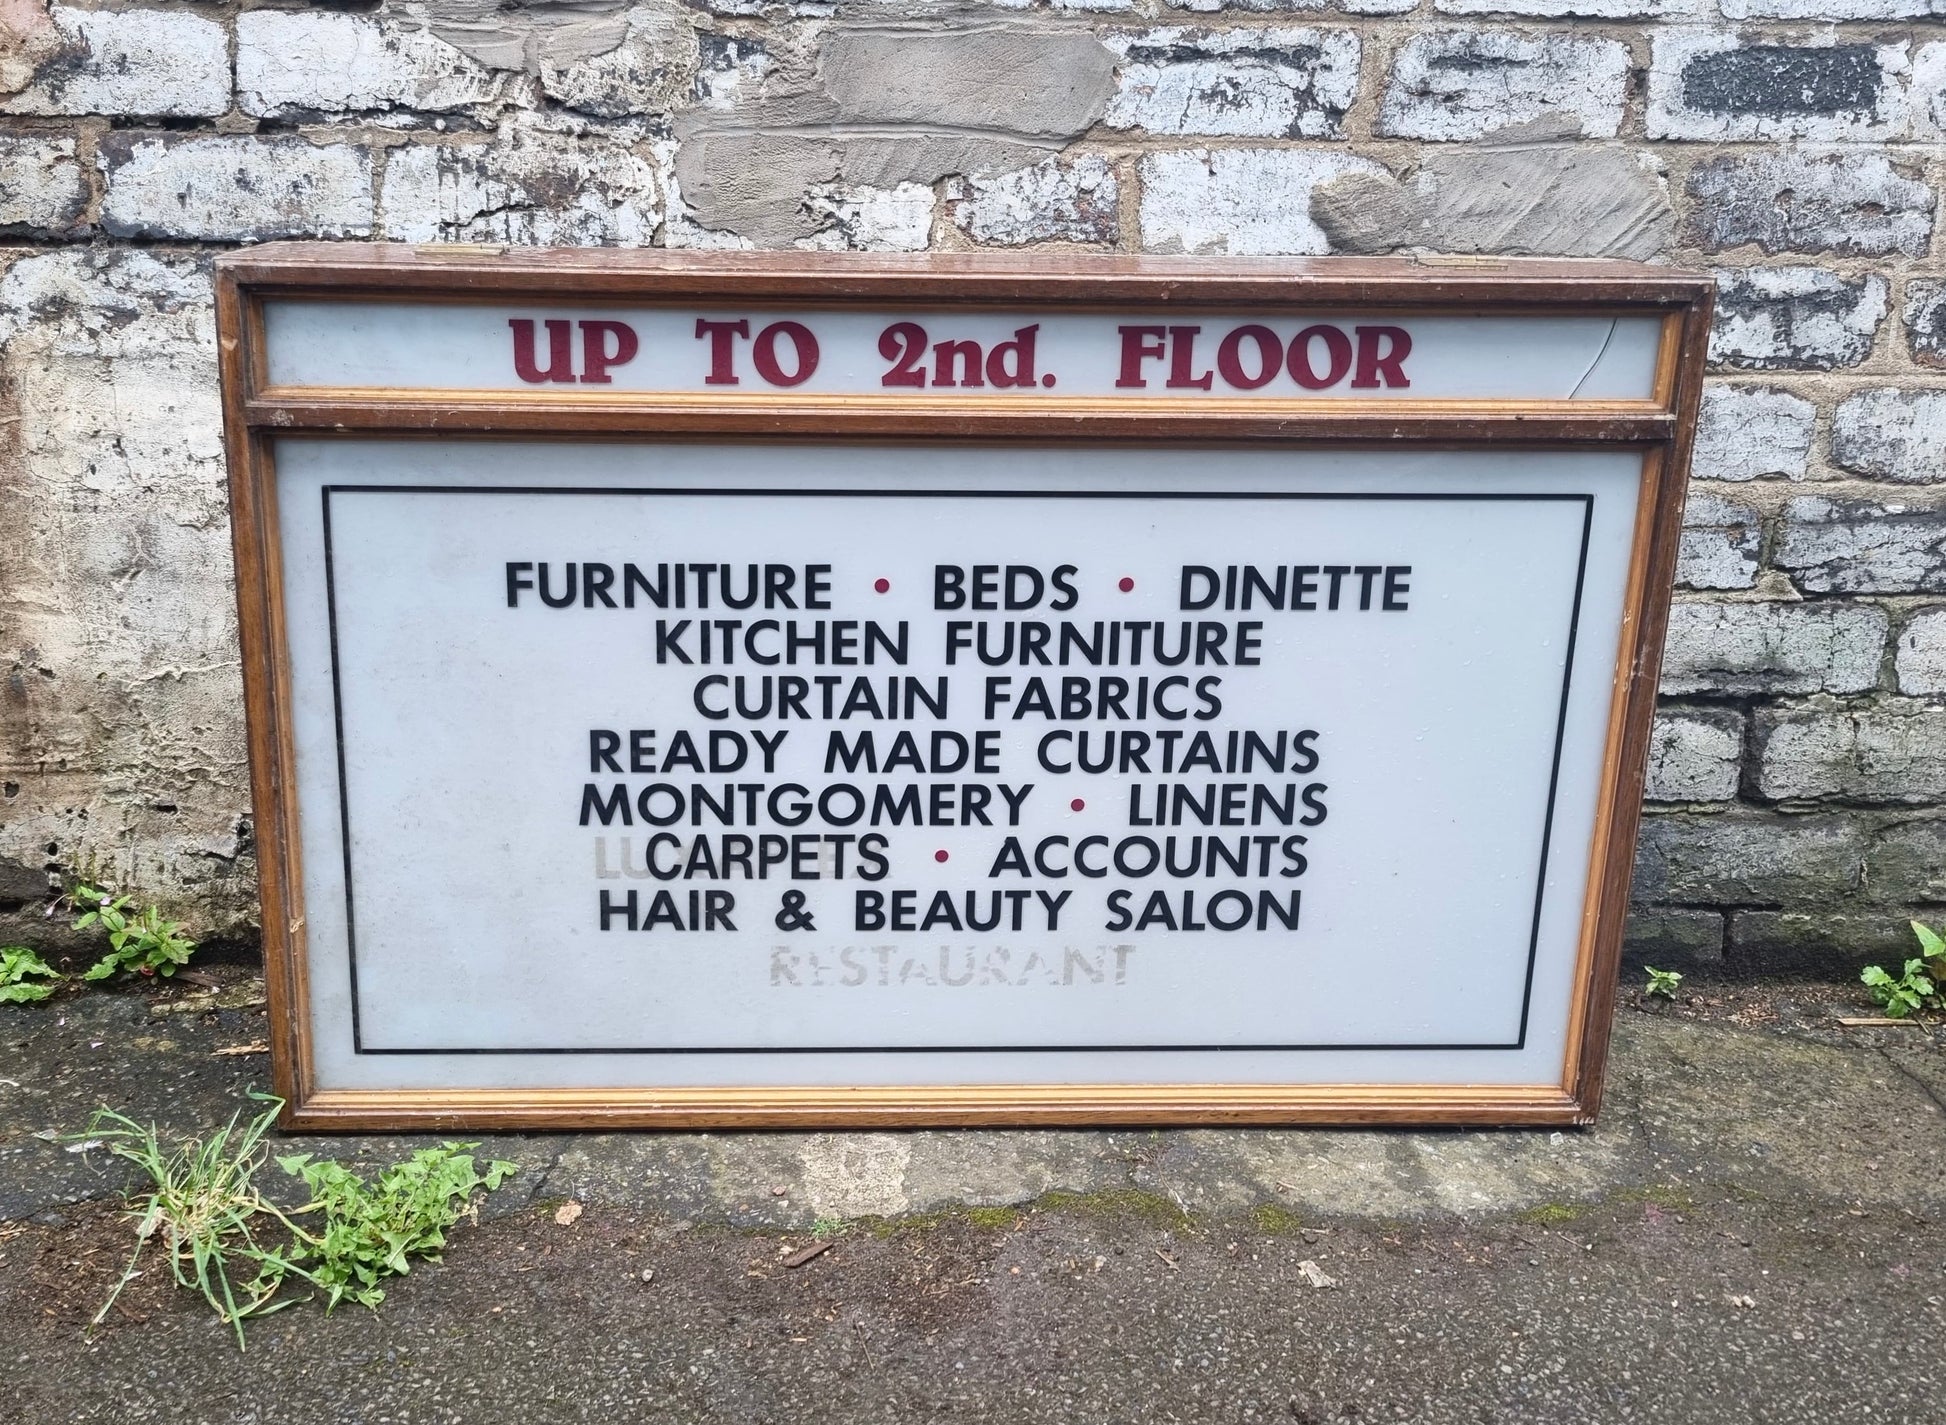 UP TO 2nd. FLOOR
FURNITURE • BEDS • DINETTE
KITCHEN FURNITURE
CURTAIN FABRICS
READY MADE CURTAINS
MONTGOMERY • LINENS
CARPETS • ACCOUNTS
HAIR & BEAUTY SALON
RESTAURANT